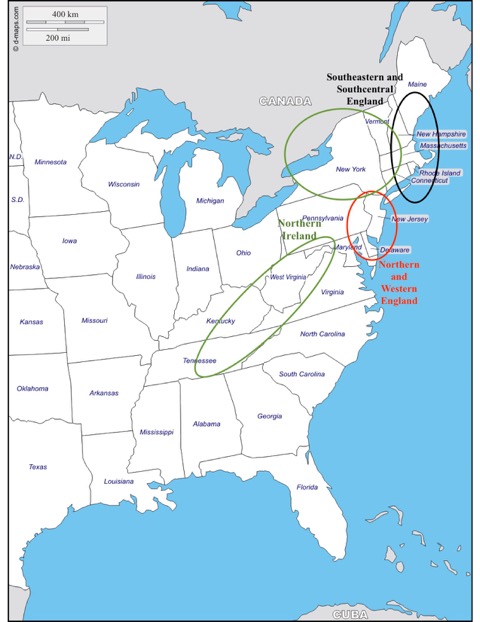 400 km
200 mi
© d-maps.com
Southeastern and
Southcentral
England
Maine
CANADA
Vermont
New Hampshire
Massachusetts
N.D.
Minnesota
Rhode Island
Connecticut
New York
Wisconsin
S.D.
Michigan
Northern
Ireland
Pennsylvania
New Jersey
Iowa
Maryland
Delaware
Ohio
Nebraska
Northern
and
Western
England
Indiana
Illinois
West Virginia
Virginia
Kansas
Missouri
Kentucky
North Carolina
Tennessee
South Carolina
Oklahoma
Arkansas
Georgia
Alabama
Mississippi
Texas
Louisiana
Florida
CUBA